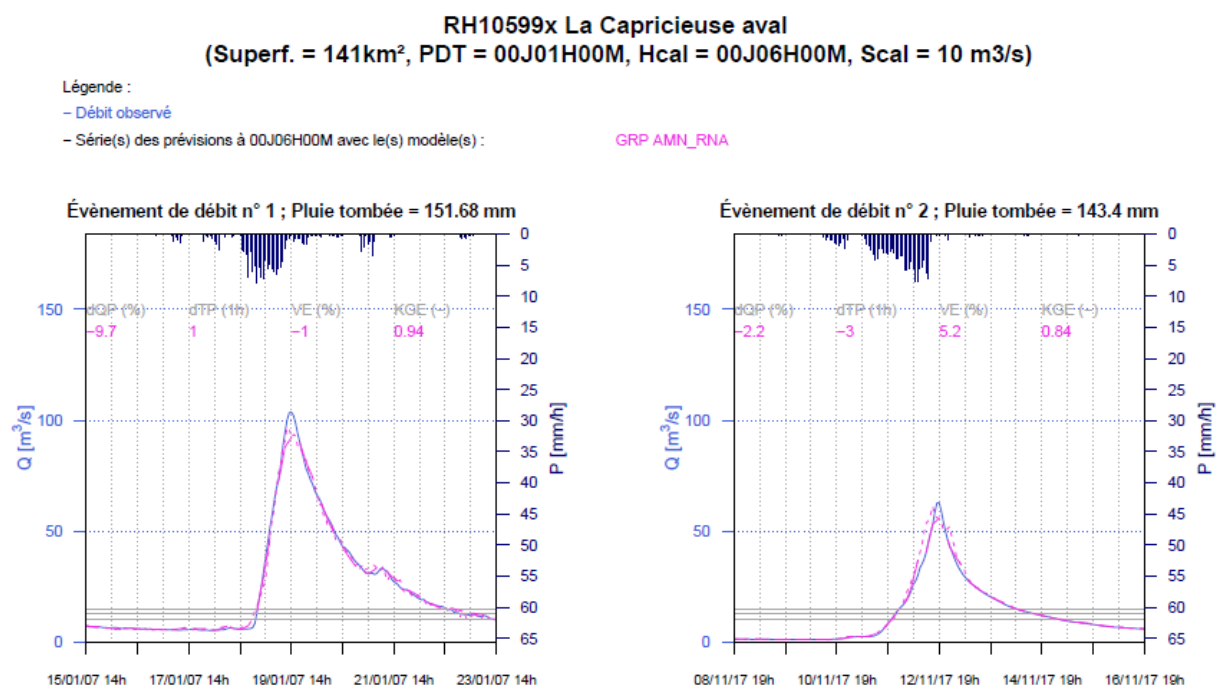 RH10599x La Capricieuse aval
(Superf. = 141km², PDT = 00J01H00M, Hcal = 00J06H00M, Scal = 10 m3/s)
Légende :
– Débit observé
– Série(s) des prévisions à 00J06H00M avec le(s) modèle(s) : GRP AMN_RNA
Évènement de débit n° 1 ; Pluie tombée = 151.68 mm
dQP (%) dTP (1h) VE (%) KGE (–)
–9.7 1 –1 0.94
Q [m³/s]
150
100
50
0
P [mm/h]
0
5
10
15
20
25
30
35
40
45
50
55
60
65
15/01/07 14h 17/01/07 14h 19/01/07 14h 21/01/07 14h 23/01/07 14h
Évènement de débit n° 2 ; Pluie tombée = 143.4 mm
dQP (%) dTP (1h) VE (%) KGE (–)
–2.2 –3 5.2 0.84
Q [m³/s]
150
100
50
0
P [mm/h]
0
5
10
15
20
25
30
35
40
45
50
55
60
65
08/11/17 19h 10/11/17 19h 12/11/17 19h 14/11/17 19h 16/11/17 19h